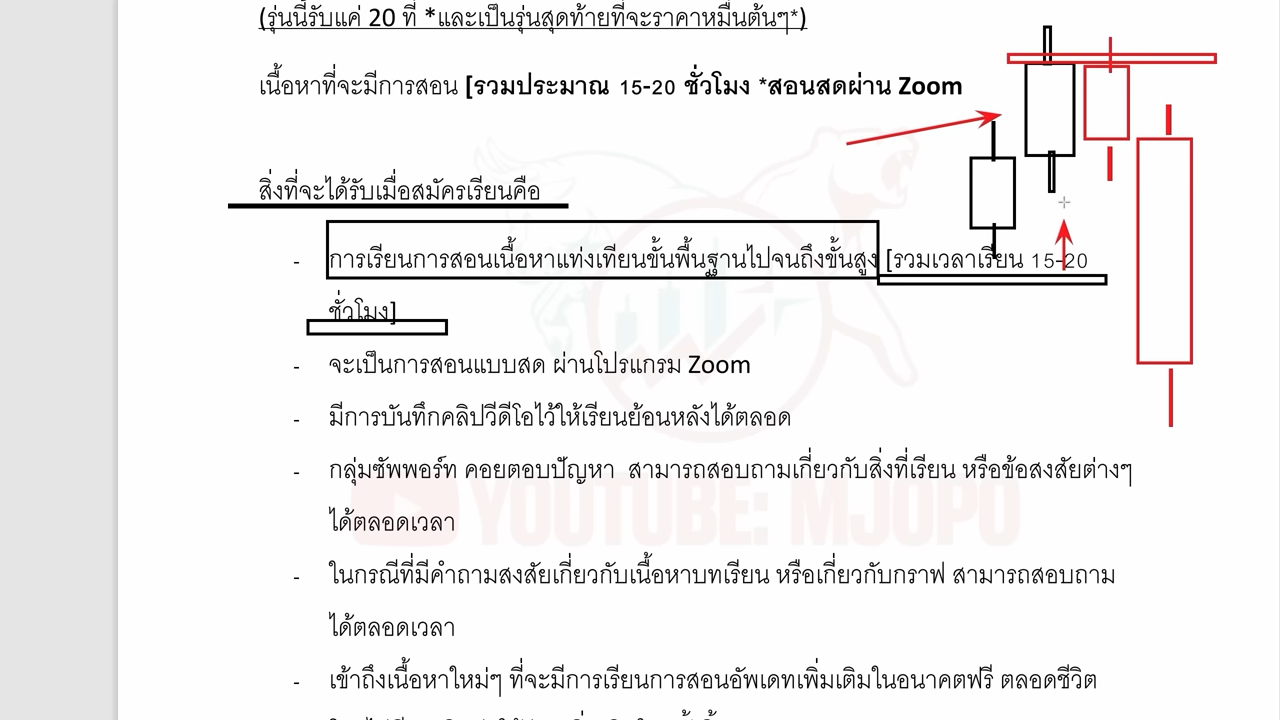 (รุ่นนี้รับแค่ 20 ที่ *และเป็นรุ่นสุดท้ายที่จะราคาหมื่นต้นๆ*)
เนื้อหาที่จะมีการสอน [รวมประมาณ 15-20 ชั่วโมง *สอนสดผ่าน Zoom
สิ่งที่จะได้รับเมื่อสมัครเรียนคือ
- การเรียนการสอนเนื้อหาแท่งเทียนขั้นพื้นฐานไปจนถึงขั้นสูง [รวมเวลาเรียน 15-20
ชั่วโมง]
- จะเป็นการสอนแบบสด ผ่านโปรแกรม Zoom
- มีการบันทึกคลิปวีดีโอไว้ให้เรียนย้อนหลังได้ตลอด
- กลุ่มซัพพอร์ท คอยตอบปัญหา สามารถสอบถามเกี่ยวกับสิ่งที่เรียน หรือข้อสงสัยต่างๆ
ได้ตลอดเวลา
YOUTUBE: MJOPO
- ในกรณีที่มีคำถามสงสัยเกี่ยวกับเนื้อหาบทเรียน หรือเกี่ยวกับกราฟ สามารถสอบถาม
ได้ตลอดเวลา
- เข้าถึงเนื้อหาใหม่ๆ ที่จะมีการเรียนการสอนอัพเดทเพิ่มเติมในอนาคตฟรี ตลอดชีวิต